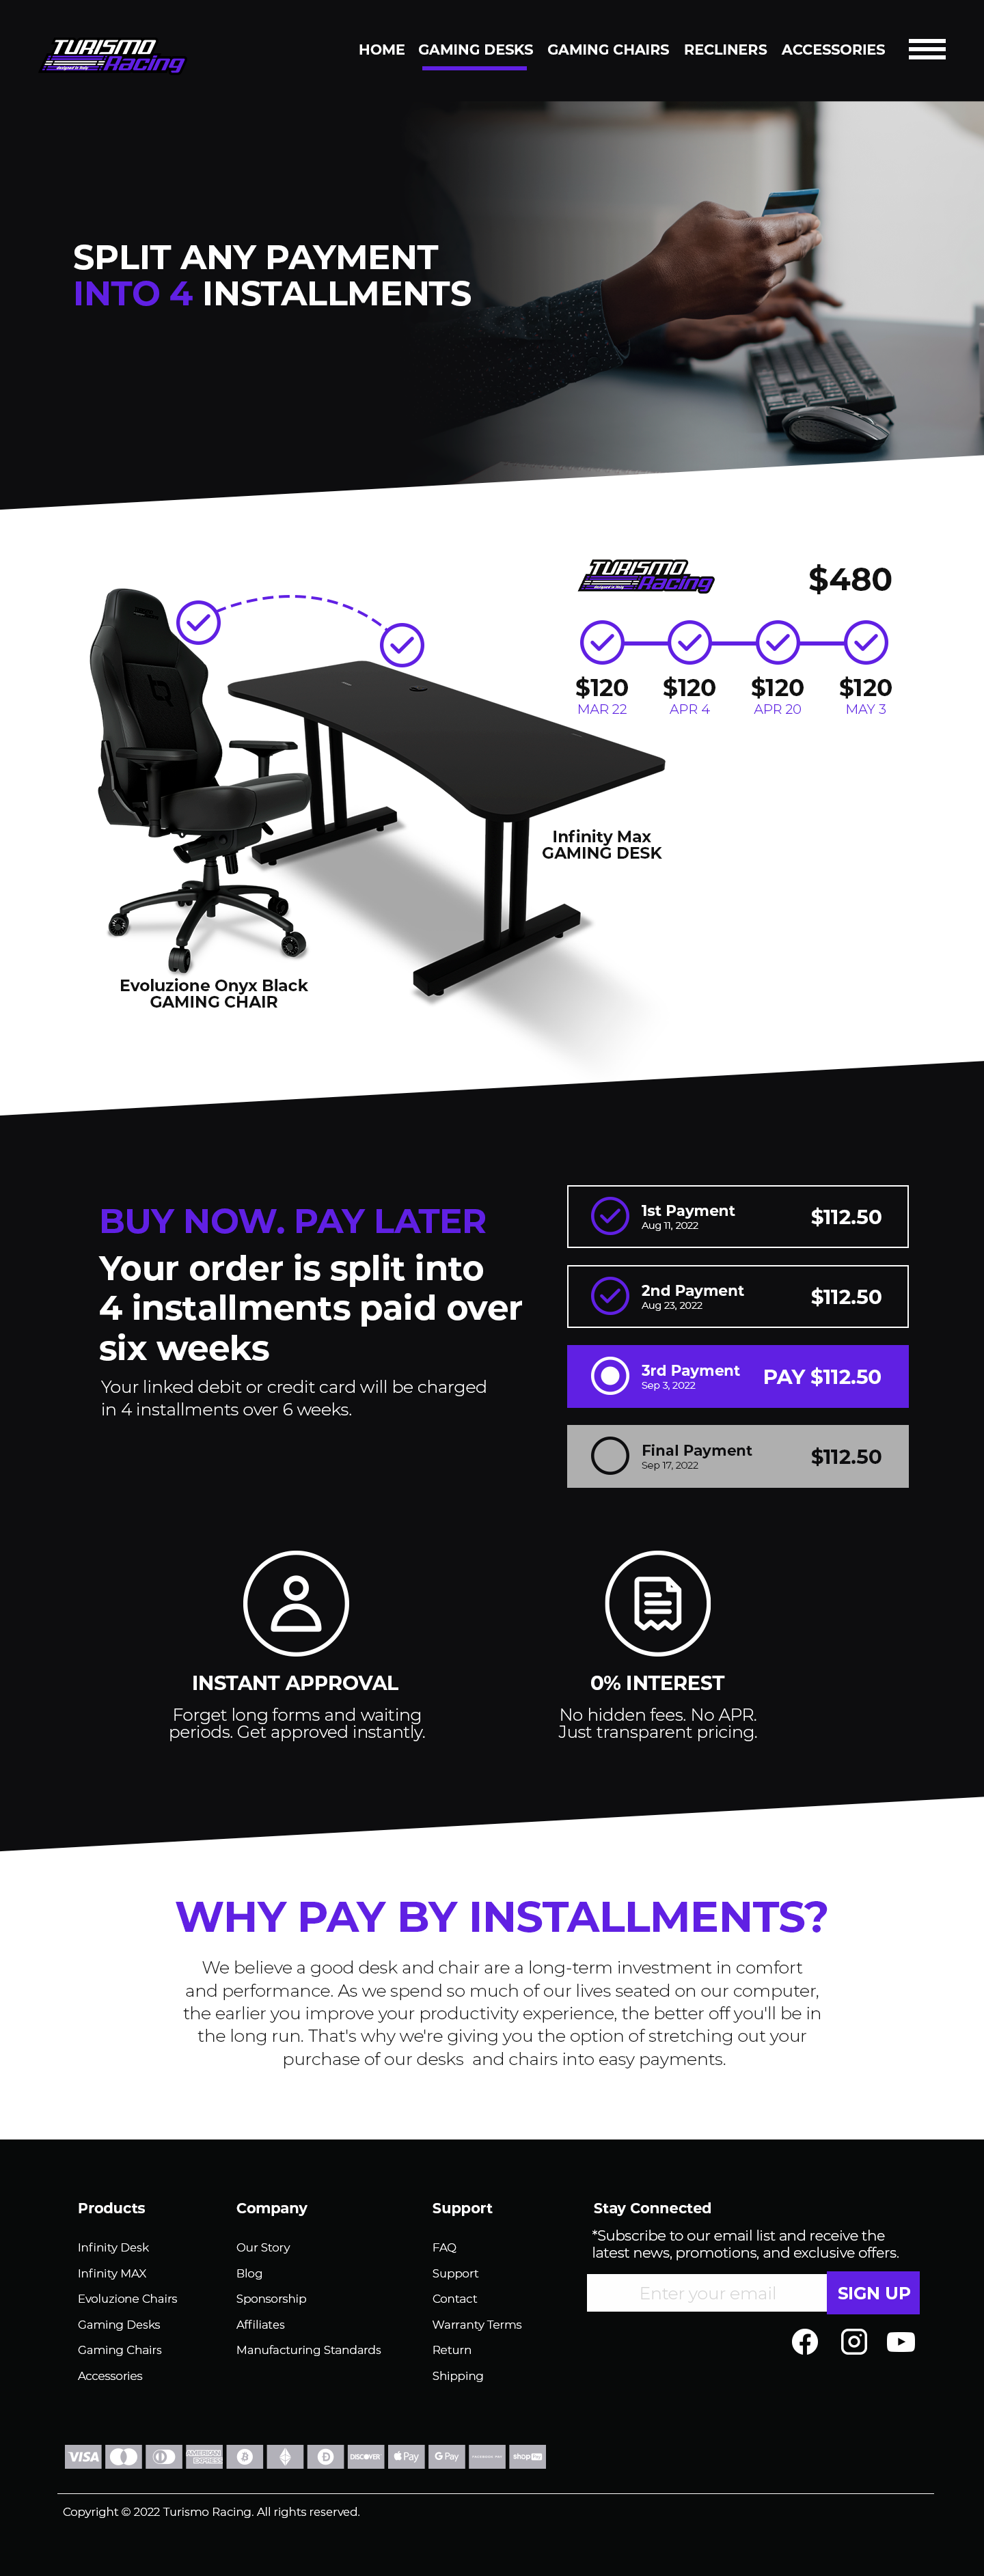 TURISMO
Racing
designed in Italy
HOME GAMING DESKS GAMING CHAIRS RECLINERS ACCESSORIES
SPLIT ANY PAYMENT
INTO 4 INSTALLMENTS
TURISMO
Racing
designed in Italy
$480
$120 $120 $120 $120
MAR 22 APR 4 APR 20 MAY 3
Infinity Max
GAMING DESK
Evoluzione Onyx Black
GAMING CHAIR
BUY NOW. PAY LATER
Your order is split into
4 installments paid over
six weeks
Your linked debit or credit card will be charged
in 4 installments over 6 weeks.
1st Payment
Aug 11, 2022
$112.50
2nd Payment
Aug 23, 2022
$112.50
3rd Payment
Sep 3, 2022
PAY $112.50
Final Payment
Sep 17, 2022
$112.50
INSTANT APPROVAL
Forget long forms and waiting
periods. Get approved instantly.
0% INTEREST
No hidden fees. No APR.
Just transparent pricing.
WHY PAY BY INSTALLMENTS?
We believe a good desk and chair are a long-term investment in comfort
and performance. As we spend so much of our lives seated on our computer,
the earlier you improve your productivity experience, the better off you'll be in
the long run. That's why we're giving you the option of stretching out your
purchase of our desks and chairs into easy payments.
Products
Infinity Desk
Infinity MAX
Evoluzione Chairs
Gaming Desks
Gaming Chairs
Accessories
Company
Our Story
Blog
Sponsorship
Affiliates
Manufacturing Standards
Support
FAQ
Support
Contact
Warranty Terms
Return
Shipping
Stay Connected
*Subscribe to our email list and receive the
latest news, promotions, and exclusive offers.
Enter your email
SIGN UP
VISA AMERICAN EXPRESS DISCOVER Pay G Pay shop Pay
Copyright © 2022 Turismo Racing. All rights reserved.